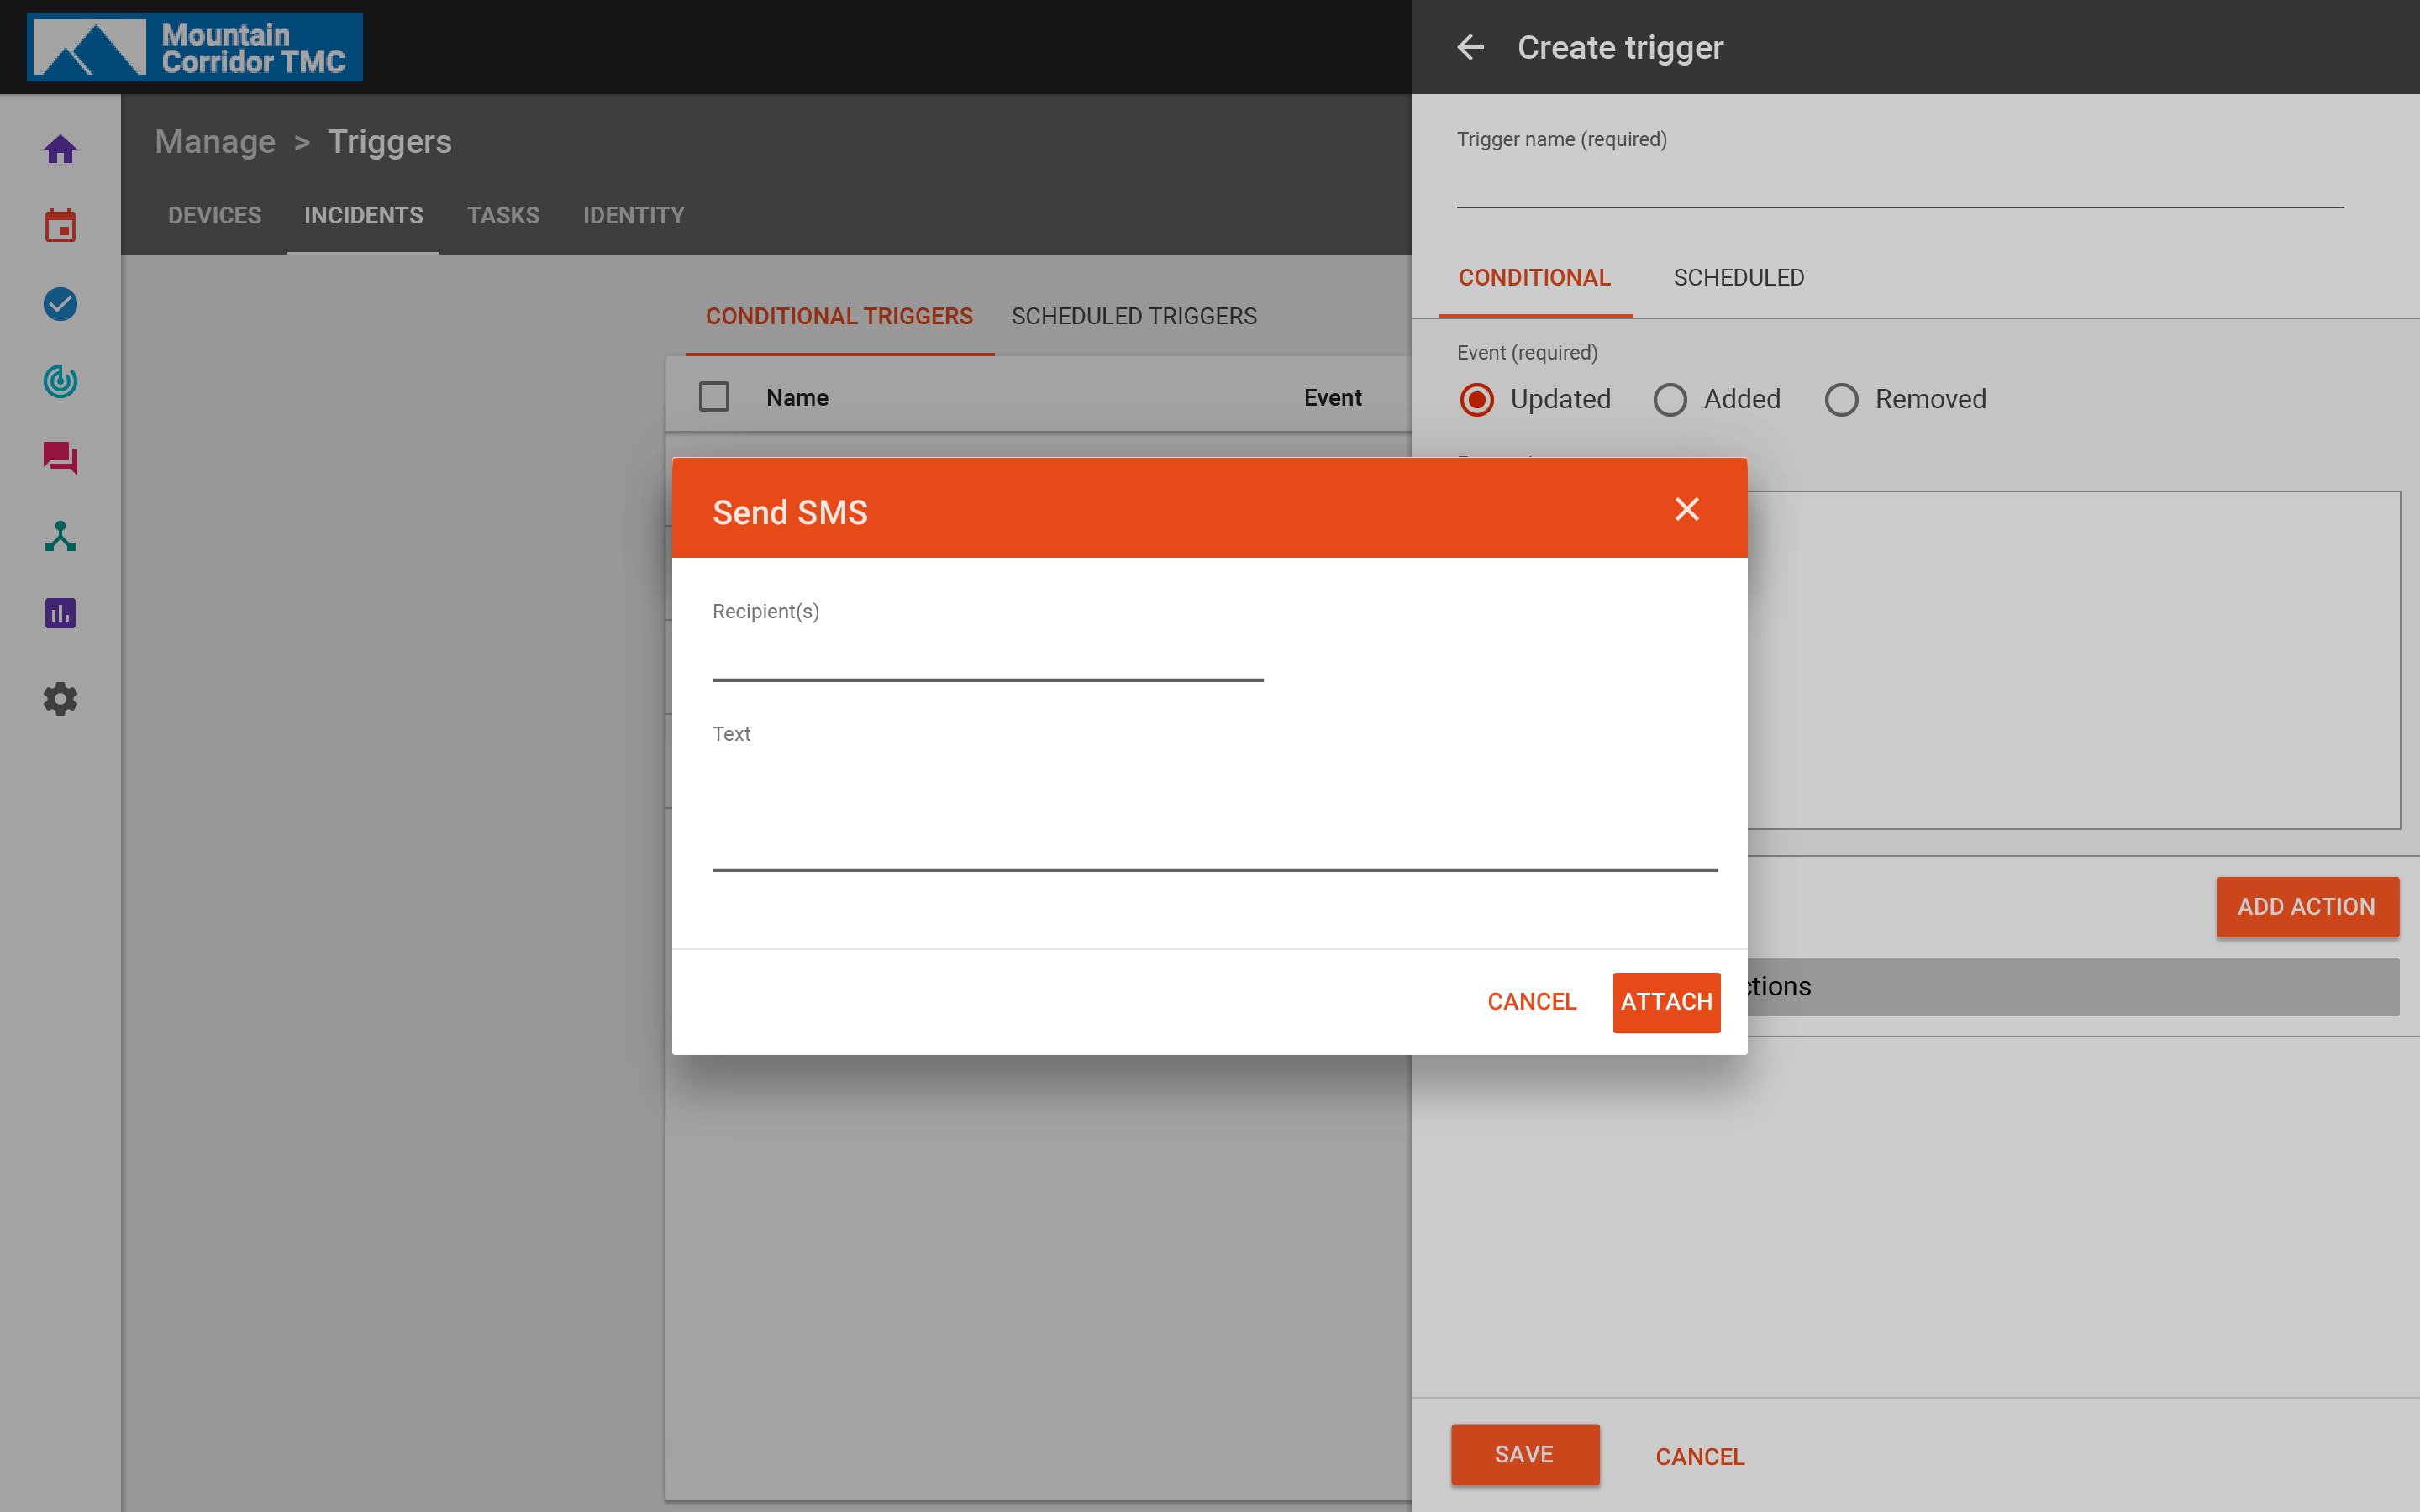 Mountain
Corridor TMC
Create trigger
Manage > Triggers
DEVICES INCIDENTS TASKS IDENTITY
Trigger name (required)
CONDITIONAL SCHEDULED
CONDITIONAL TRIGGERS SCHEDULED TRIGGERS
Event (required)
Updated Added Removed
Name Event
Send SMS
Recipient(s)
Text
ADD ACTION
ctions
CANCEL ATTACH
SAVE CANCEL